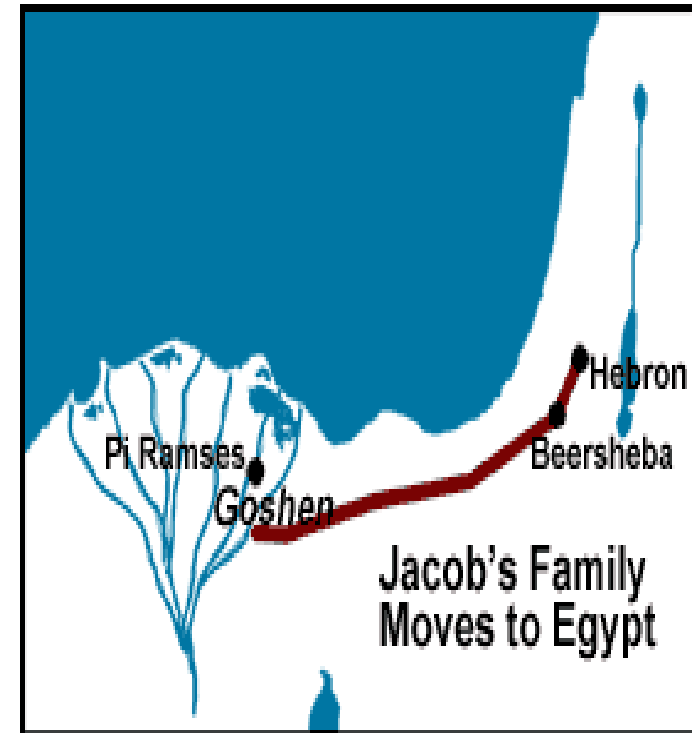 Hebron
Beersheba
Pi Ramses
Goshen
Jacob's Family
Moves to Egypt